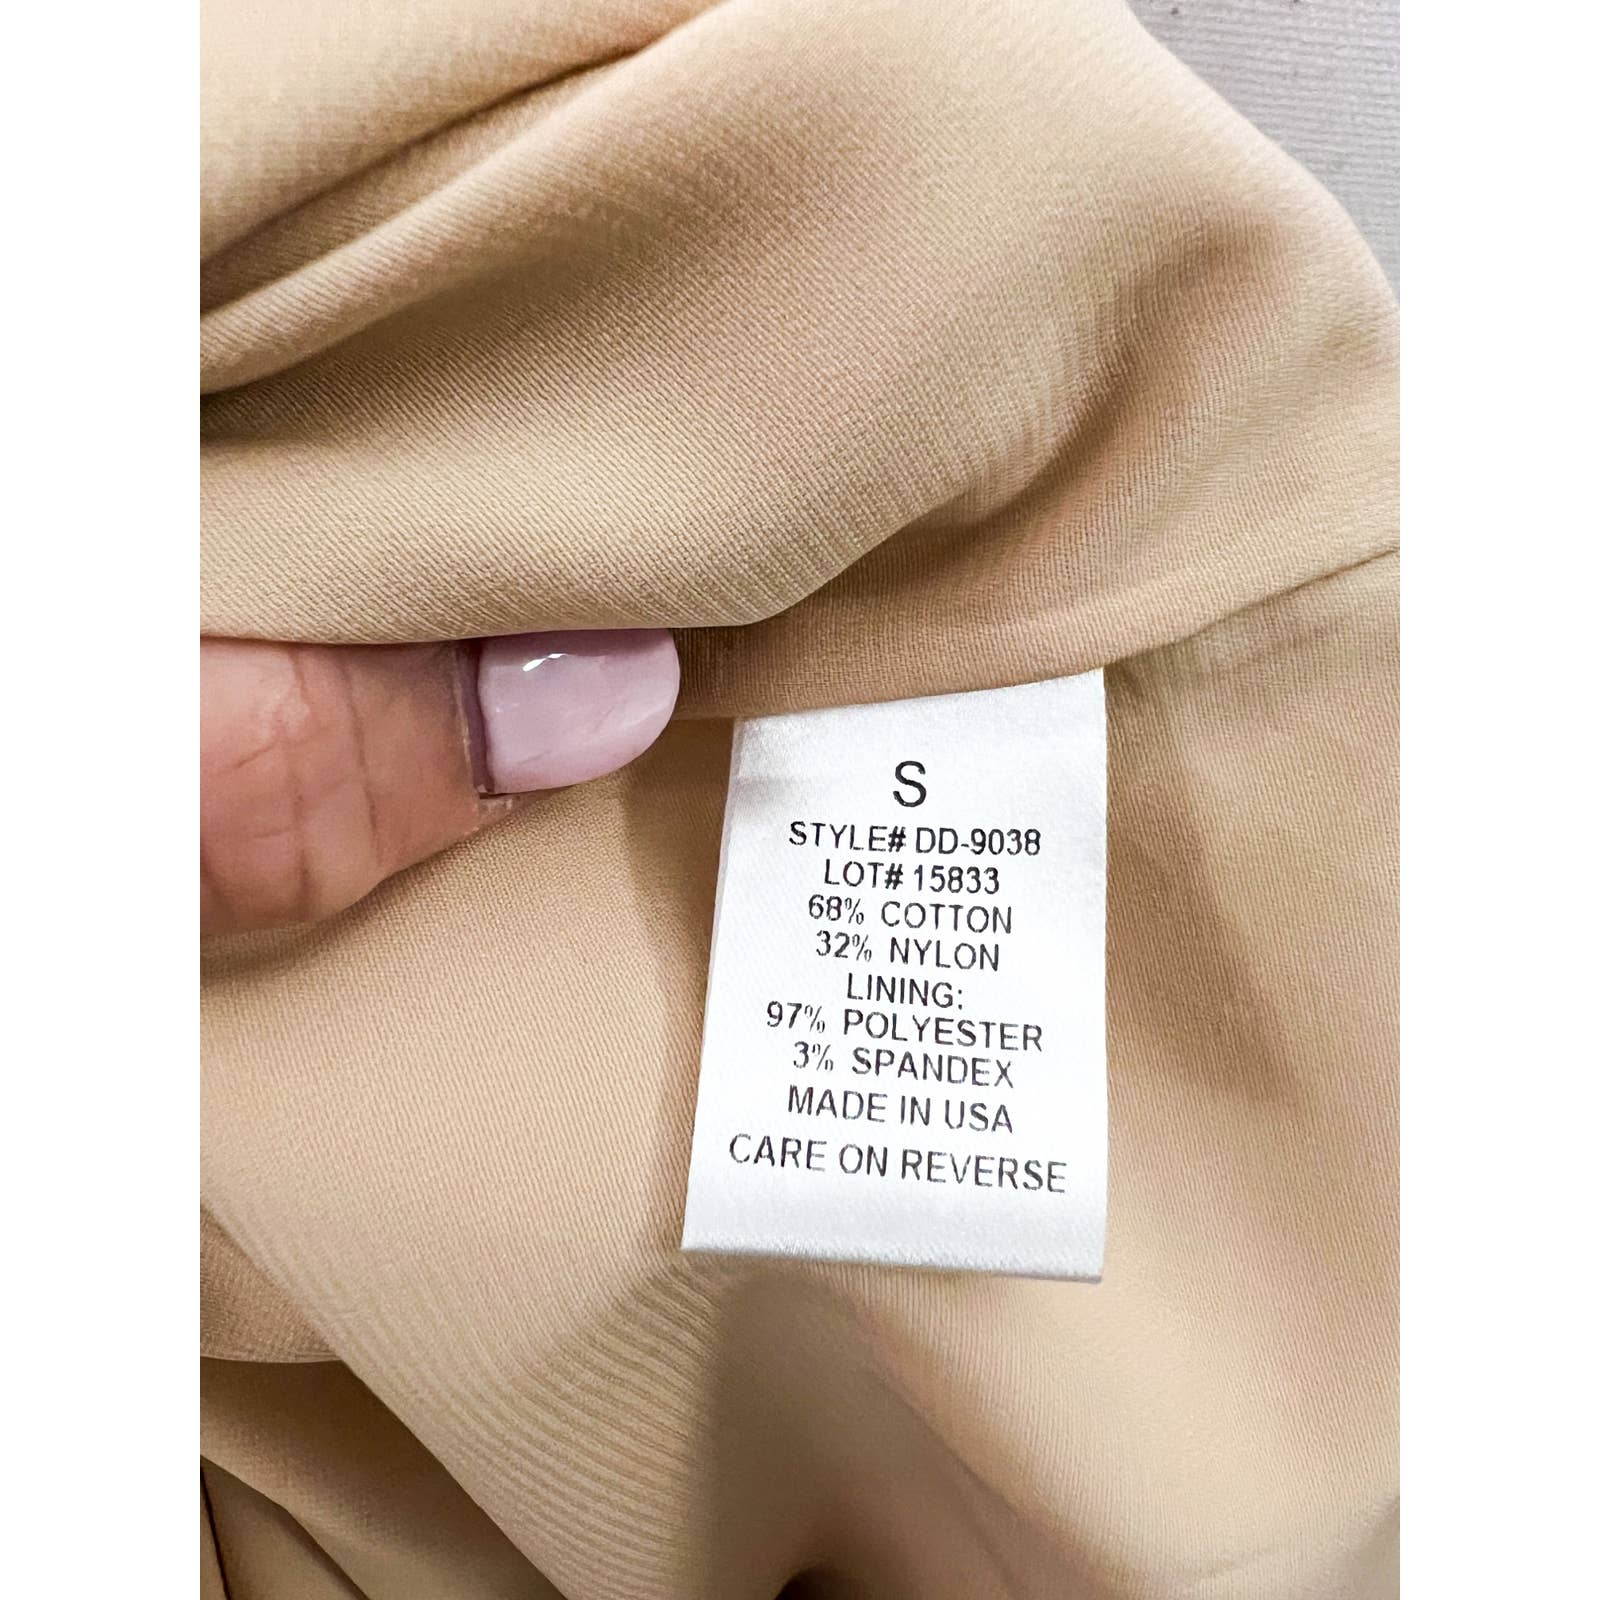 S
STYLE# DD-9038
LOT# 15833
68% COTTON
32% NYLON
LINING:
97% POLYESTER
3% SPANDEX
MADE IN USA
CARE ON REVERSE